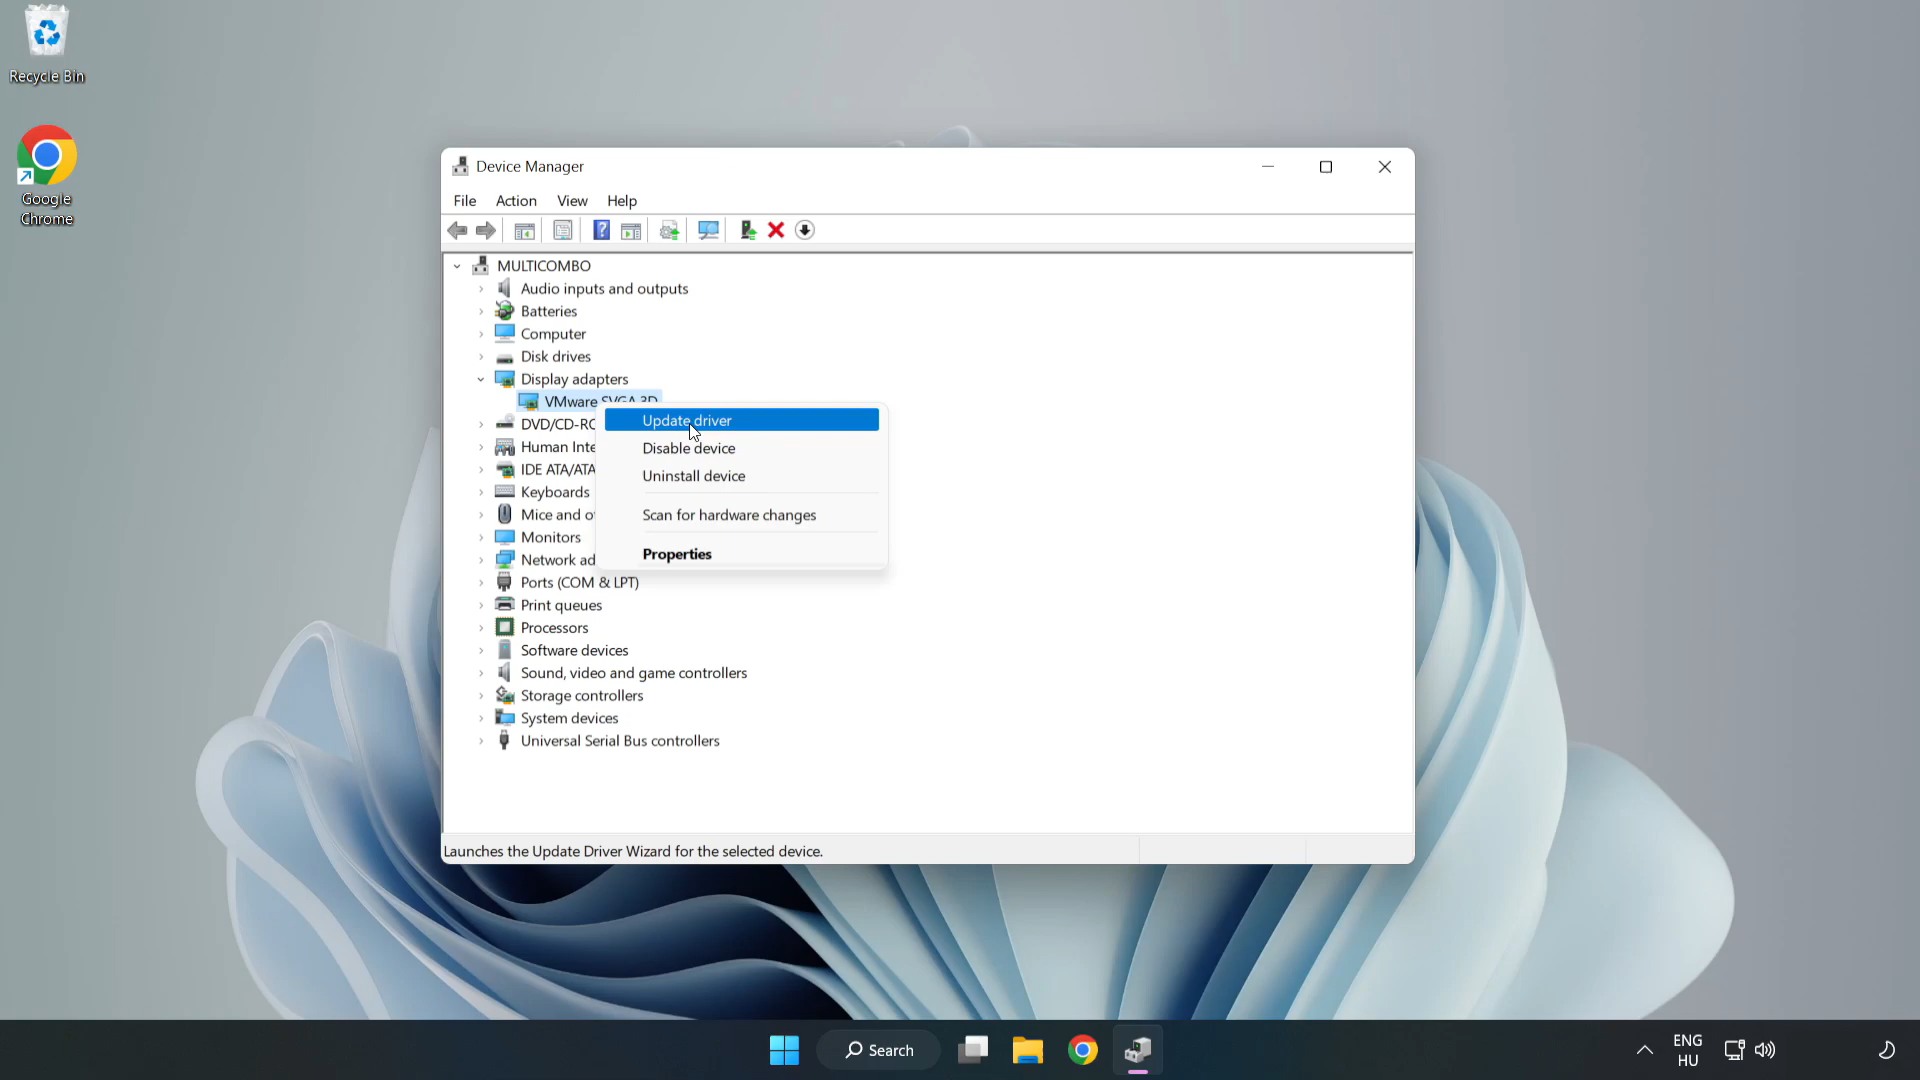 Recycle Bin
Google
Chrome
Device Manager
File Action View Help
MULTICOMBO
Audio inputs and outputs
Batteries
Computer
Disk drives
Display adapters
VMware SVGA 3D
DVD/CD-RO
Human Inte
IDE ATA/ATA
Keyboards
Mice and ot
Monitors
Network ad
Ports (COM & LPT)
Print queues
Processors
Software devices
Sound, video and game controllers
Storage controllers
System devices
Universal Serial Bus controllers
Update driver
Disable device
Uninstall device
Scan for hardware changes
Properties
Launches the Update Driver Wizard for the selected device.
Search
ENG
HU